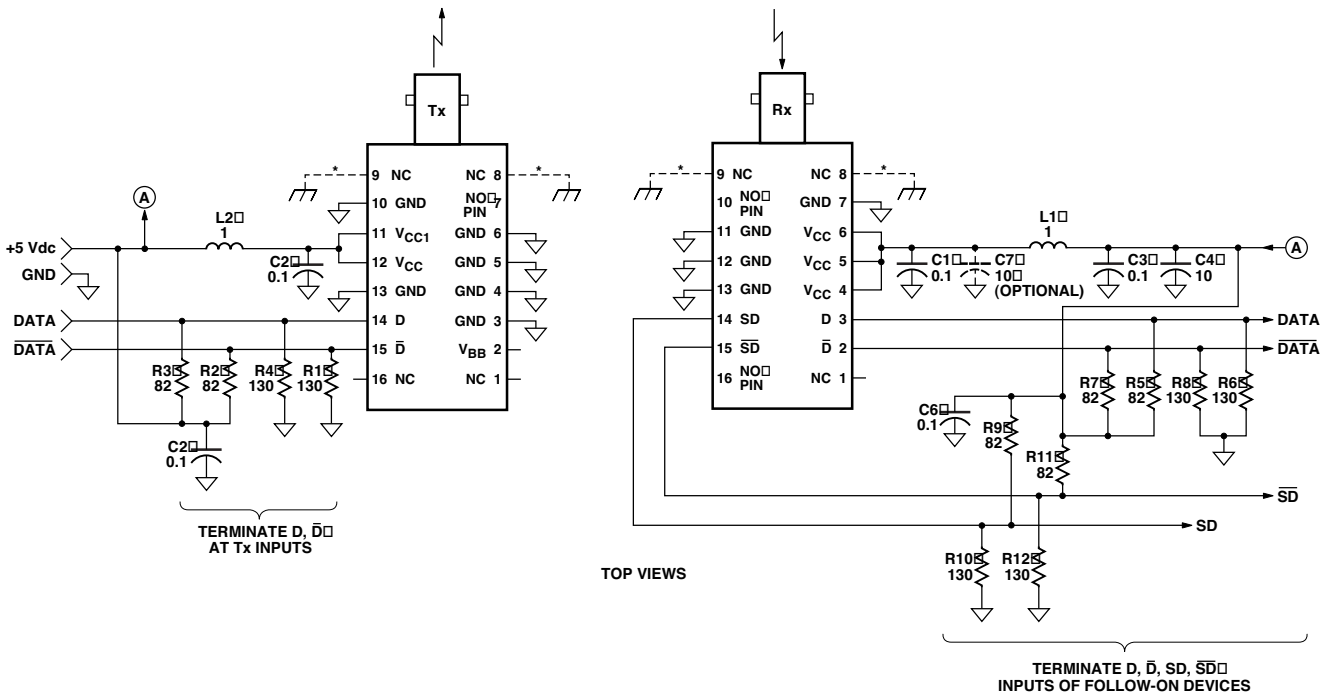 Tx
Rx
*
*
*
*
9 NC
NC 8
10 GND
NO
PIN 7
11 VCC1
GND 6
12 VCC
GND 5
13 GND
GND 4
14 D
GND 3
15 D̅
VBB 2
16 NC
NC 1
A
+5 Vdc
L2
1
C2
0.1
GND
DATA
D̅A̅T̅A̅
R3
82
R2
82
R4
130
R1
130
C2
0.1
TERMINATE D, D̅
AT Tx INPUTS
9 NC
NC 8
10 NO
PIN
GND 7
11 GND
VCC 6
12 GND
VCC 5
13 GND
VCC 4
14 SD
D 3
15 S̅D̅
D̅ 2
16 NO
PIN
NC 1
L1
1
A
C1
0.1
C7
10
(OPTIONAL)
C3
0.1
C4
10
DATA
D̅A̅T̅A̅
R7
82
R5
82
R8
130
R6
130
C6
0.1
R9
82
R11
82
S̅D̅
SD
R10
130
R12
130
TOP VIEWS
TERMINATE D, D̅, SD, S̅D̅
INPUTS OF FOLLOW-ON DEVICES